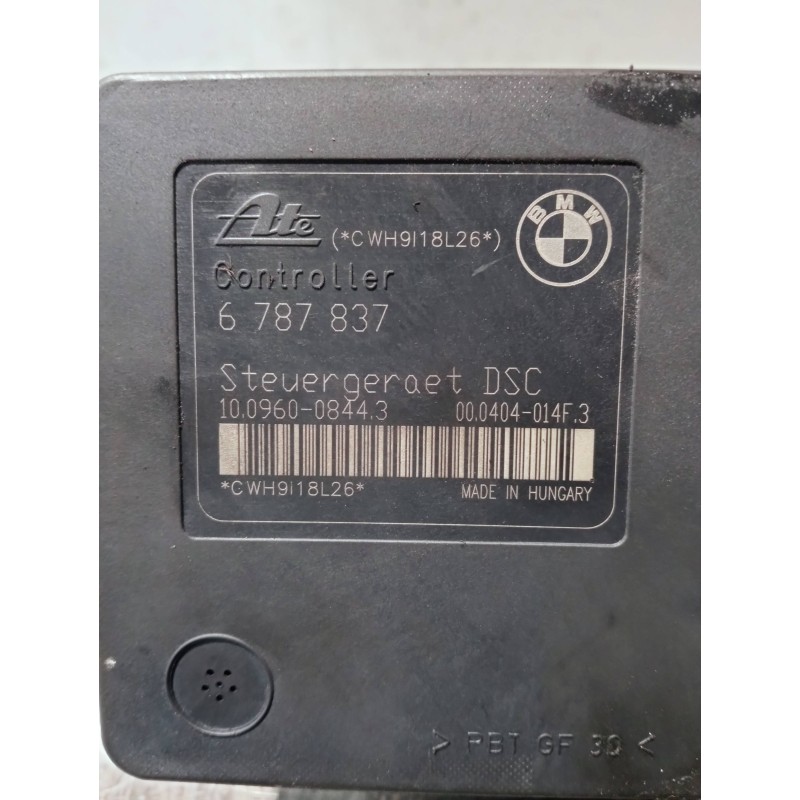 Ate (*CWH9I18L26*) BMW
Controller
6 787 837
Steuergeraet DSC
10.0960-0844.3 00.0404-014F.3
*CWH9I18L26* MADE IN HUNGARY
> PBT GF 30 <